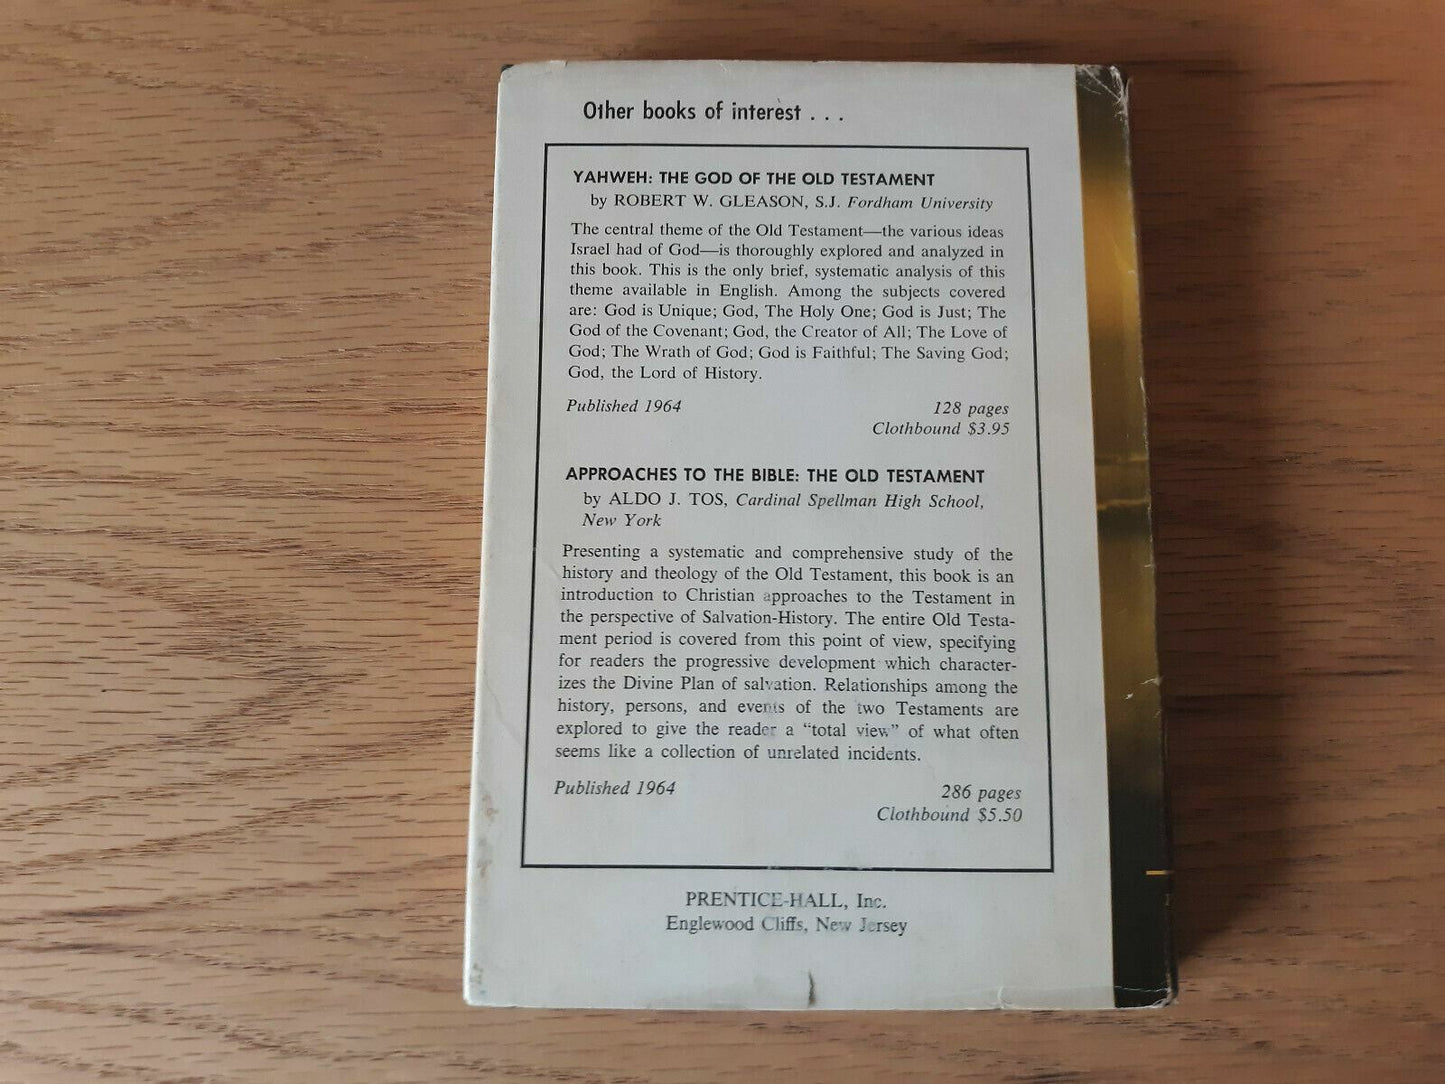 Other books of interest . . .
YAHWEH: THE GOD OF THE OLD TESTAMENT
by ROBERT W. GLEASON, S.J. Fordham University
The central theme of the Old Testament—the various ideas
Israel had of God—is thoroughly explored and analyzed in
this book. This is the only brief, systematic analysis of this
theme available in English. Among the subjects covered
are: God is Unique; God, The Holy One; God is Just; The
God of the Covenant; God, the Creator of All; The Love of
God; The Wrath of God; God is Faithful; The Saving God;
God, the Lord of History.
Published 1964 128 pages
Clothbound $3.95
APPROACHES TO THE BIBLE: THE OLD TESTAMENT
by ALDO J. TOS, Cardinal Spellman High School,
New York
Presenting a systematic and comprehensive study of the
history and theology of the Old Testament, this book is an
introduction to Christian approaches to the Testament in
the perspective of Salvation-History. The entire Old Testa-
ment period is covered from this point of view, specifying
for readers the progressive development which character-
izes the Divine Plan of salvation. Relationships among the
history, persons, and events of the two Testaments are
explored to give the reader a “total view” of what often
seems like a collection of unrelated incidents.
Published 1964 286 pages
Clothbound $5.50
PRENTICE-HALL, Inc.
Englewood Cliffs, New Jersey